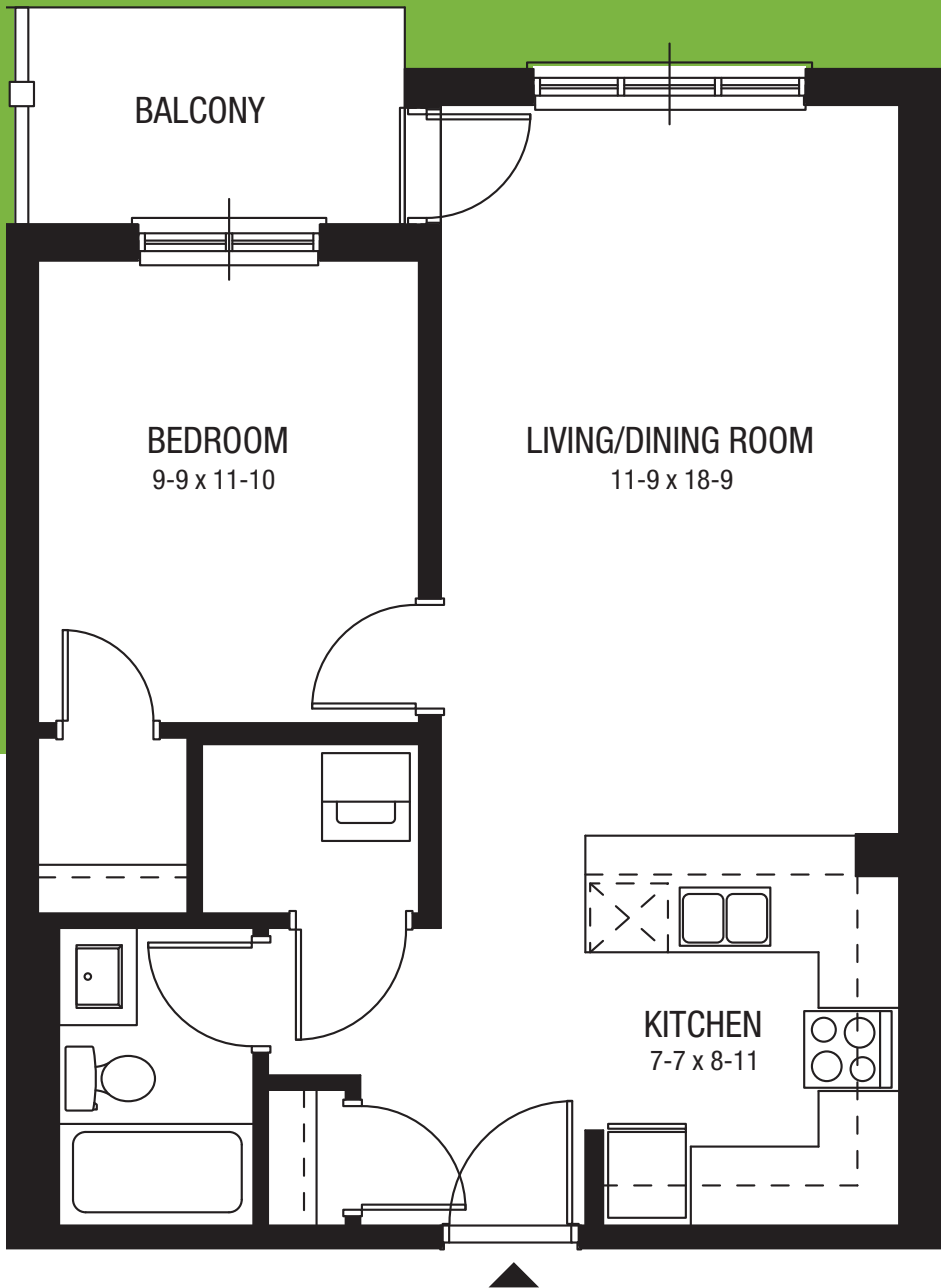 BALCONY
BEDROOM
9-9 x 11-10
LIVING/DINING ROOM
11-9 x 18-9
KITCHEN
7-7 x 8-11